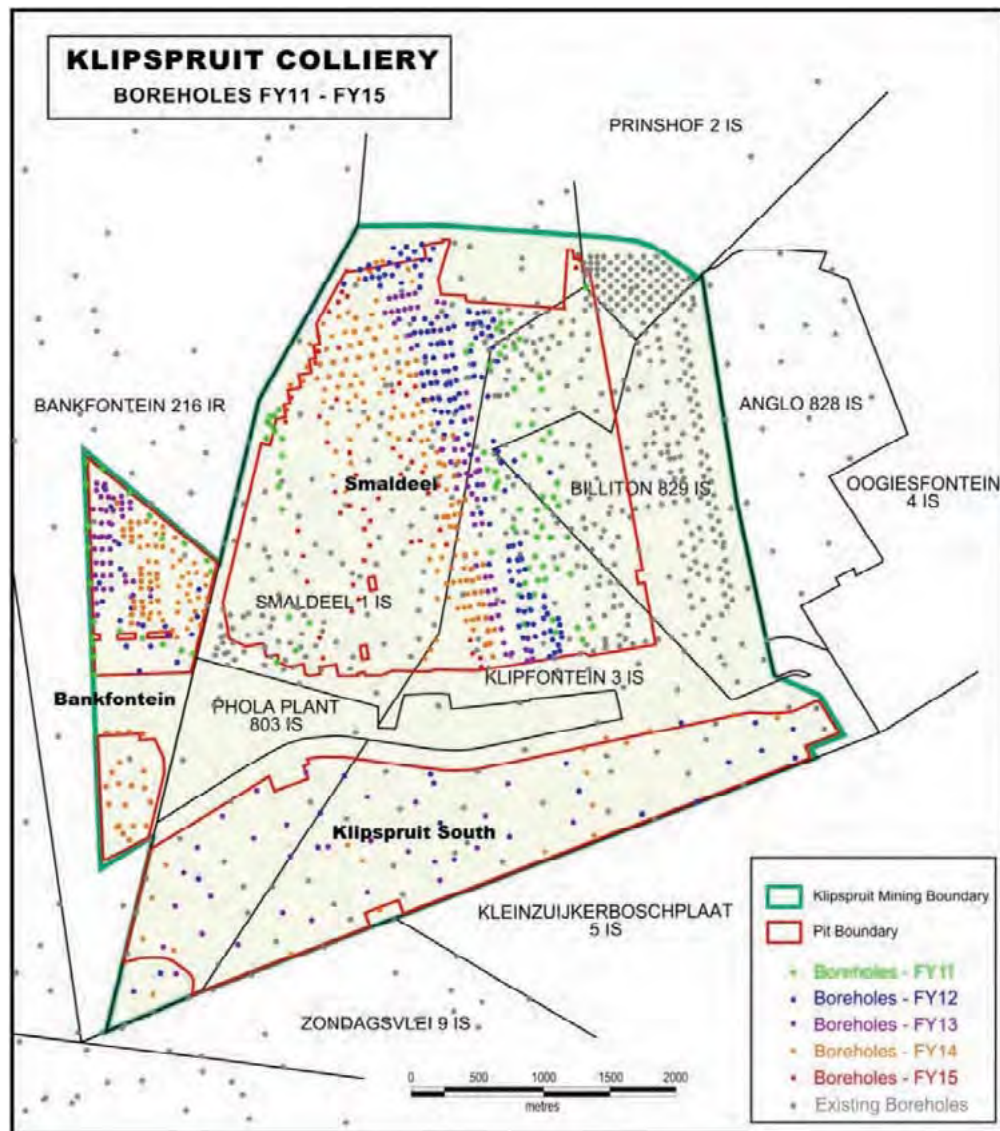 KLIPSPRUIT COLLIERY
BOREHOLES FY11 - FY15
PRINSHOF 2 IS
BANKFONTEIN 216 IR
ANGLO 828 IS
OOGIESFONTEIN
4 IS
Smaldeel
BILLITON 829 IS
SMALDEEL 1 IS
KLIPFONTEIN 3 IS
Bankfontein
PHOLA PLANT
803 IS
Klipspruit South
KLEINZUIJKERBOSCHPLAAT
5 IS
ZONDAGSVLEI 9 IS
0 500 1000 1500 2000
metres
Klipspruit Mining Boundary
Pit Boundary
Boreholes - FY11
Boreholes - FY12
Boreholes - FY13
Boreholes - FY14
Boreholes - FY15
Existing Boreholes